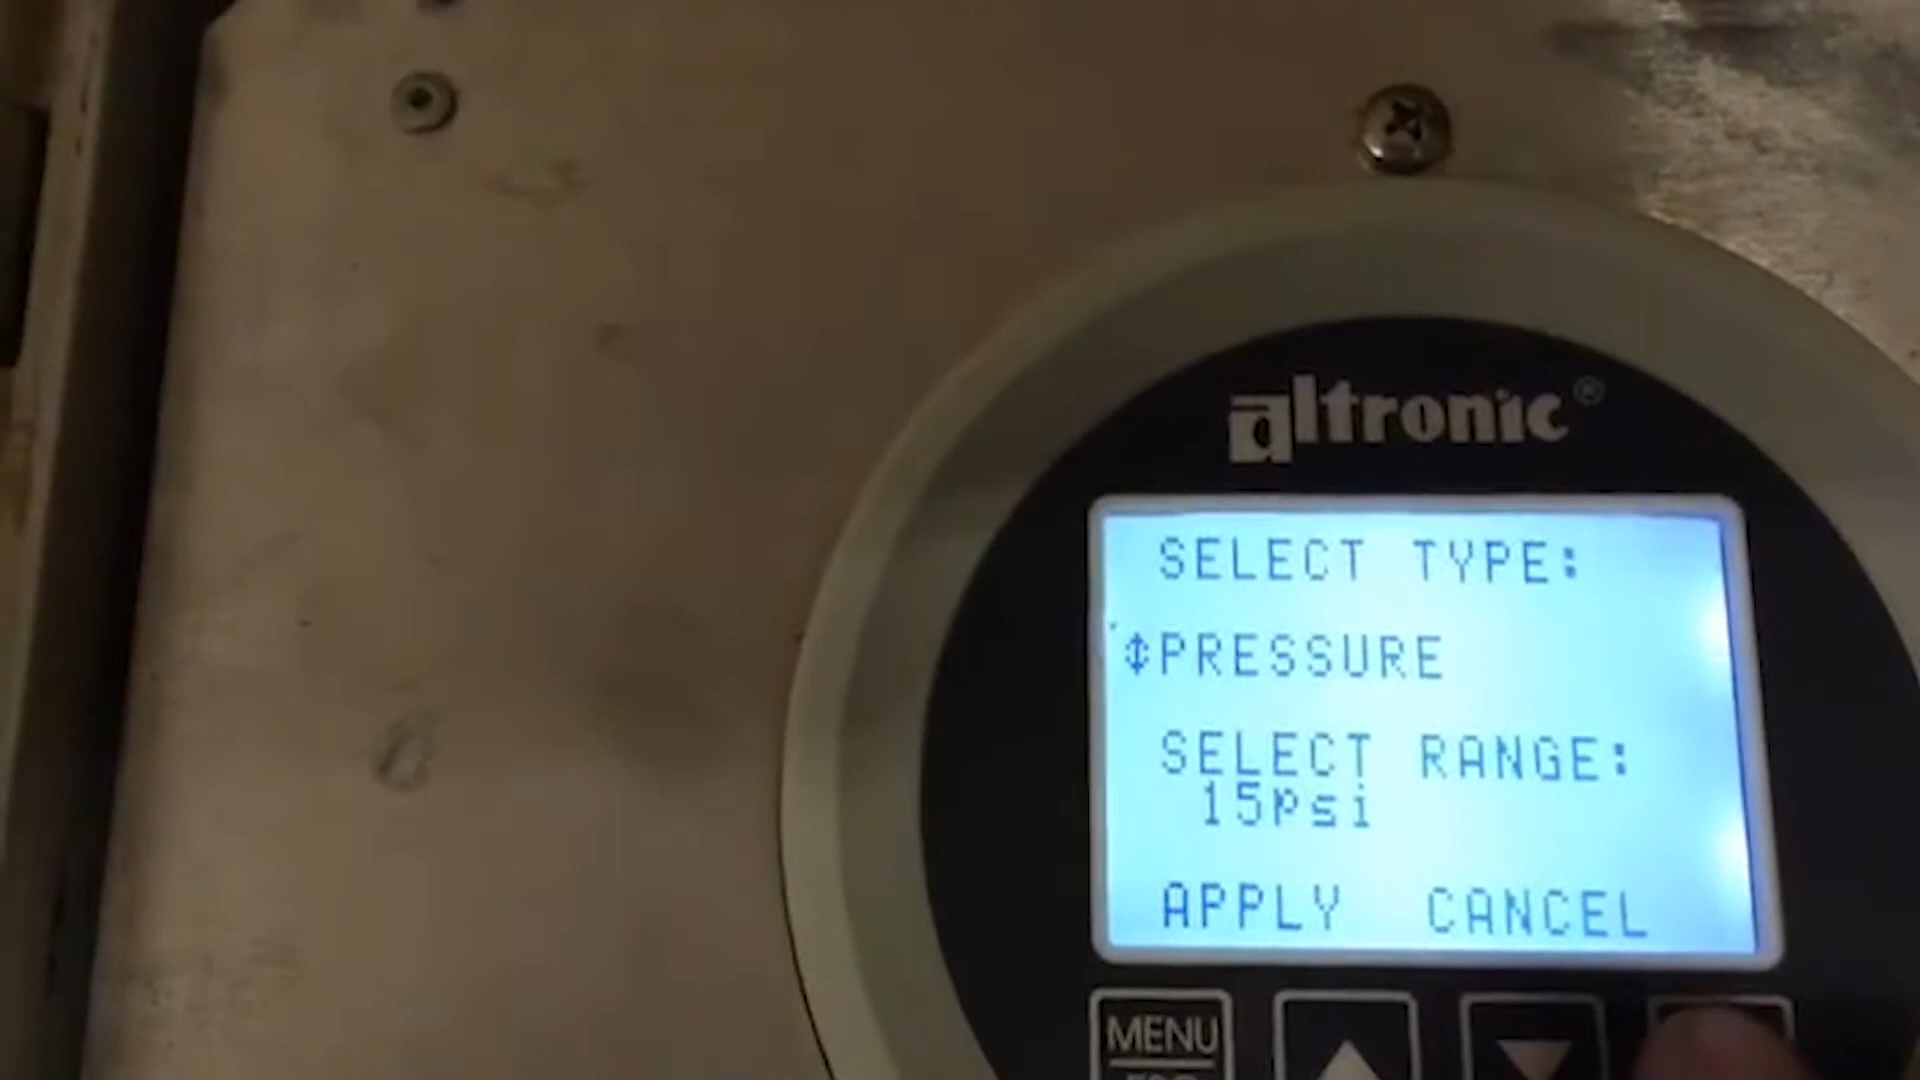 altronic®
SELECT TYPE:
↕PRESSURE
SELECT RANGE:
15psi
APPLY CANCEL
MENU